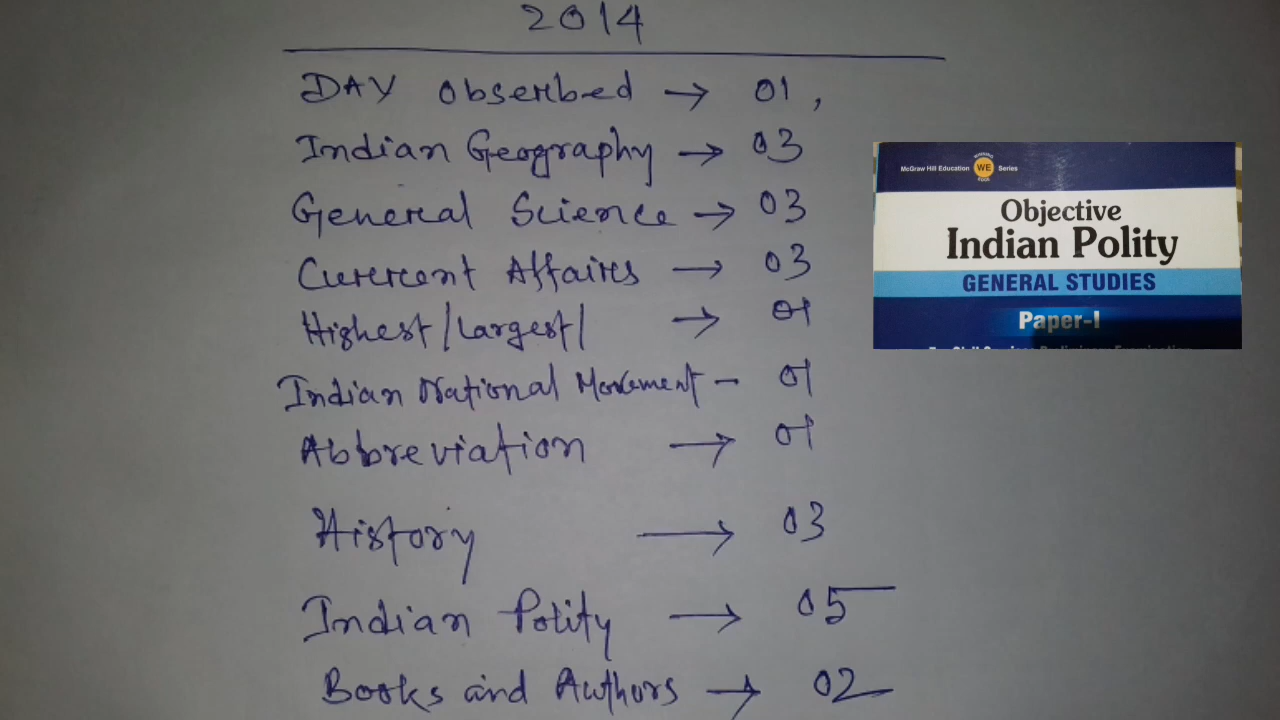 2014
DAY Observed → 01,
Indian Geography → 03
General Science → 03
Current Affairs → 03
Highest/Largest/ → 01
Indian National Movement - 01
Abbreviation → 01
History → 03
Indian Polity → 05
Books and Authors → 02
McGraw Hill Education WE Series
Objective
Indian Polity
GENERAL STUDIES
Paper-I